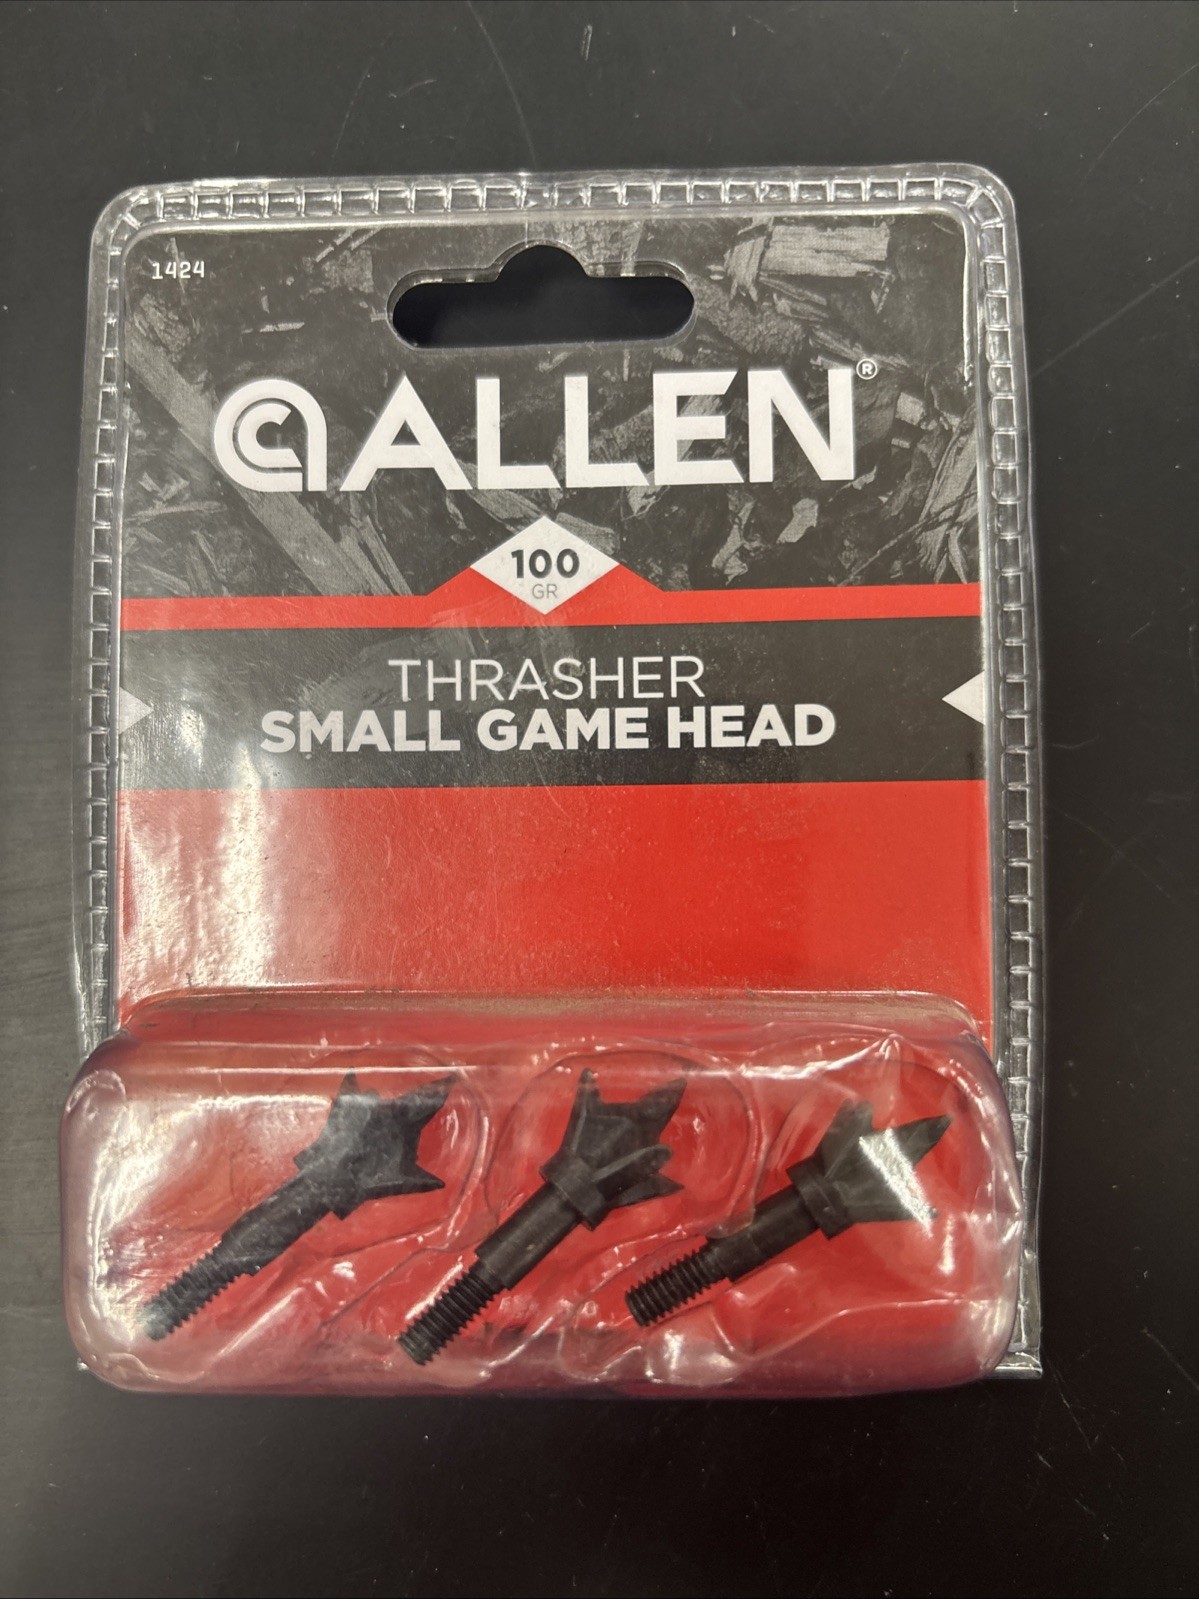 1424
ALLEN®
100
GR
THRASHER
SMALL GAME HEAD